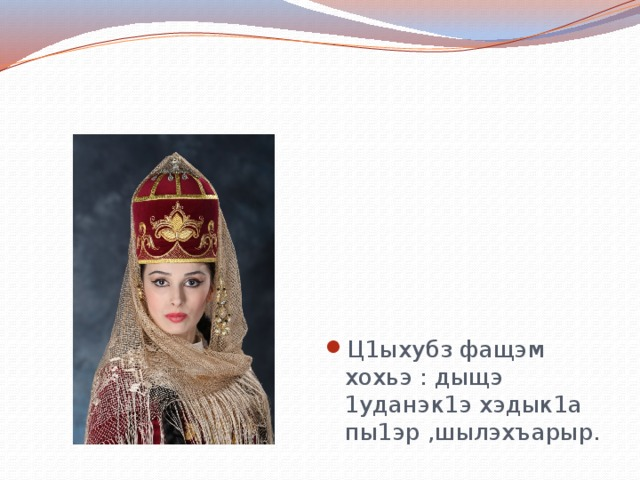 Ц1ыхубз фащэм
хохьэ : дыщэ
1уданэк1э хэдык1а
пы1эр ,шылэхъарыр.